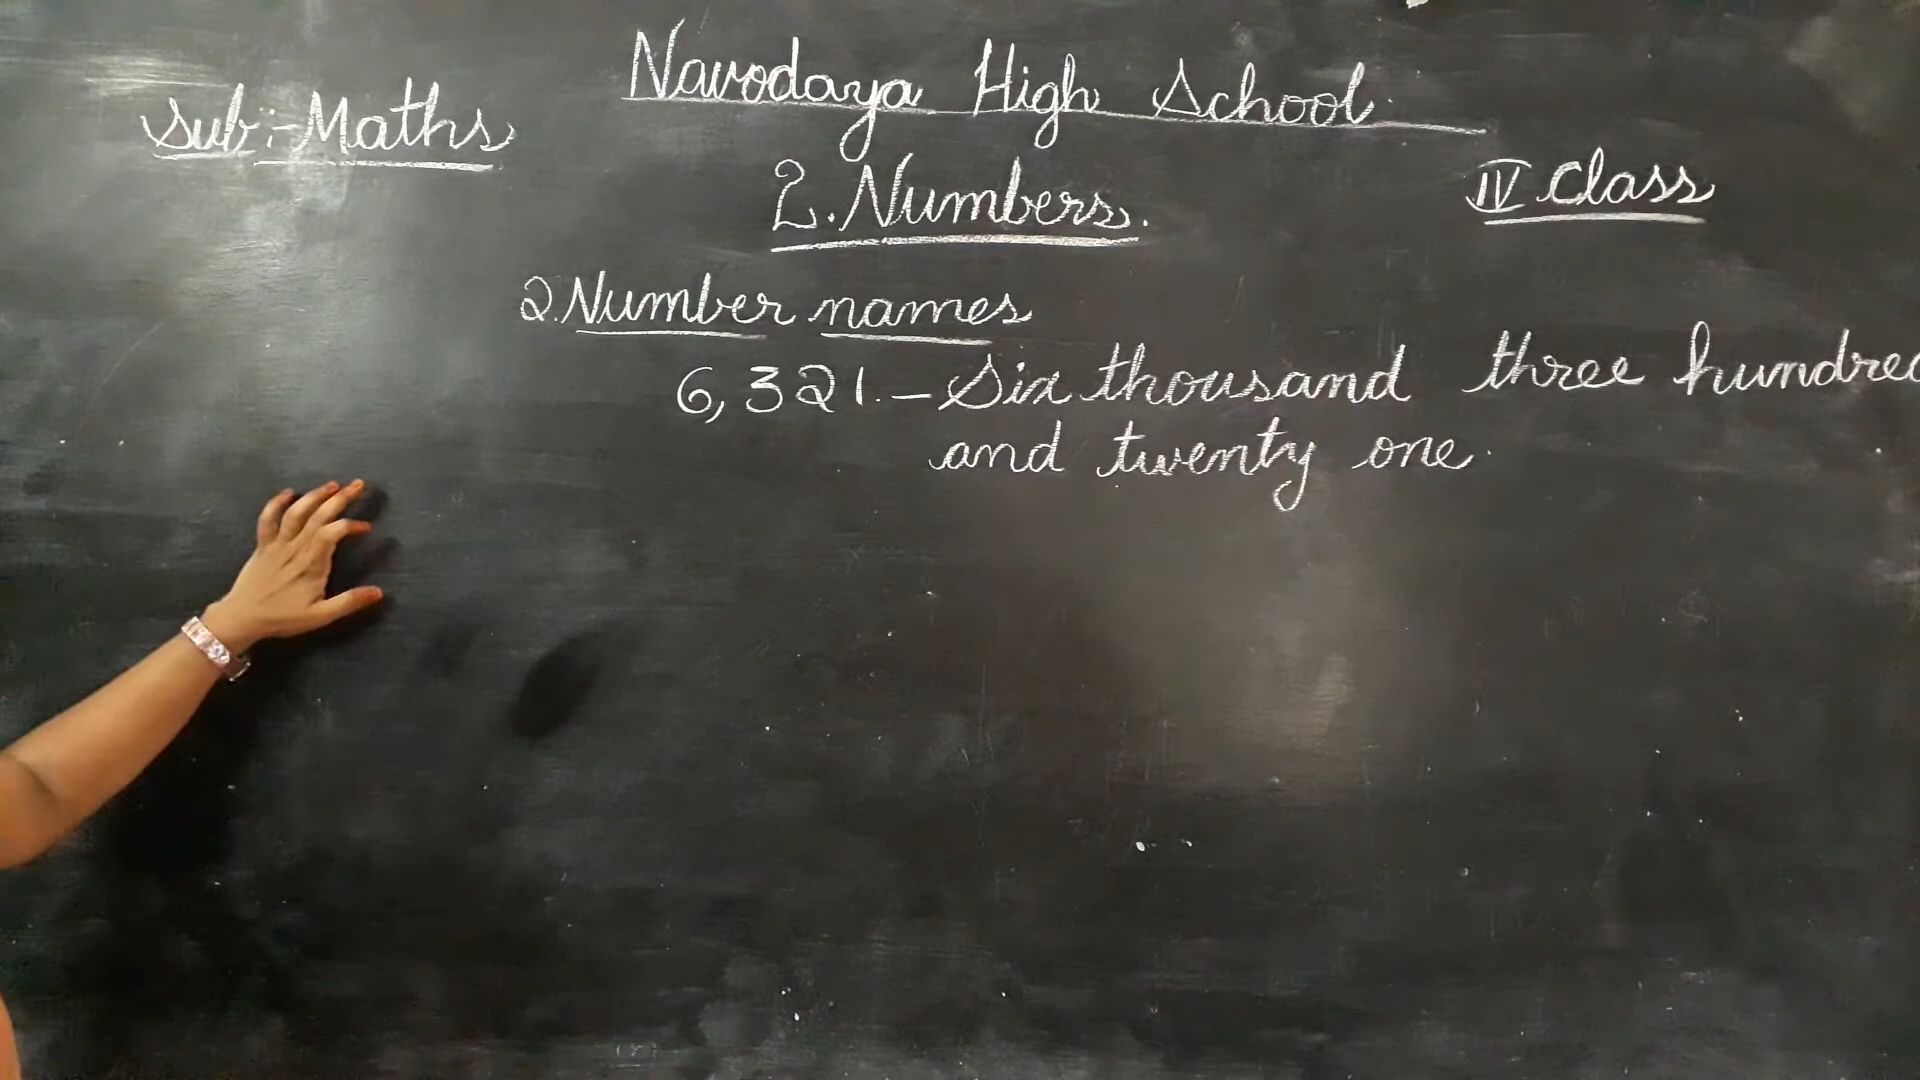 Navodaya High School.
Sub:-Maths
2. Numbers.
IV Class
2. Number names
6,321. - Six thousand three hundred
and twenty one.